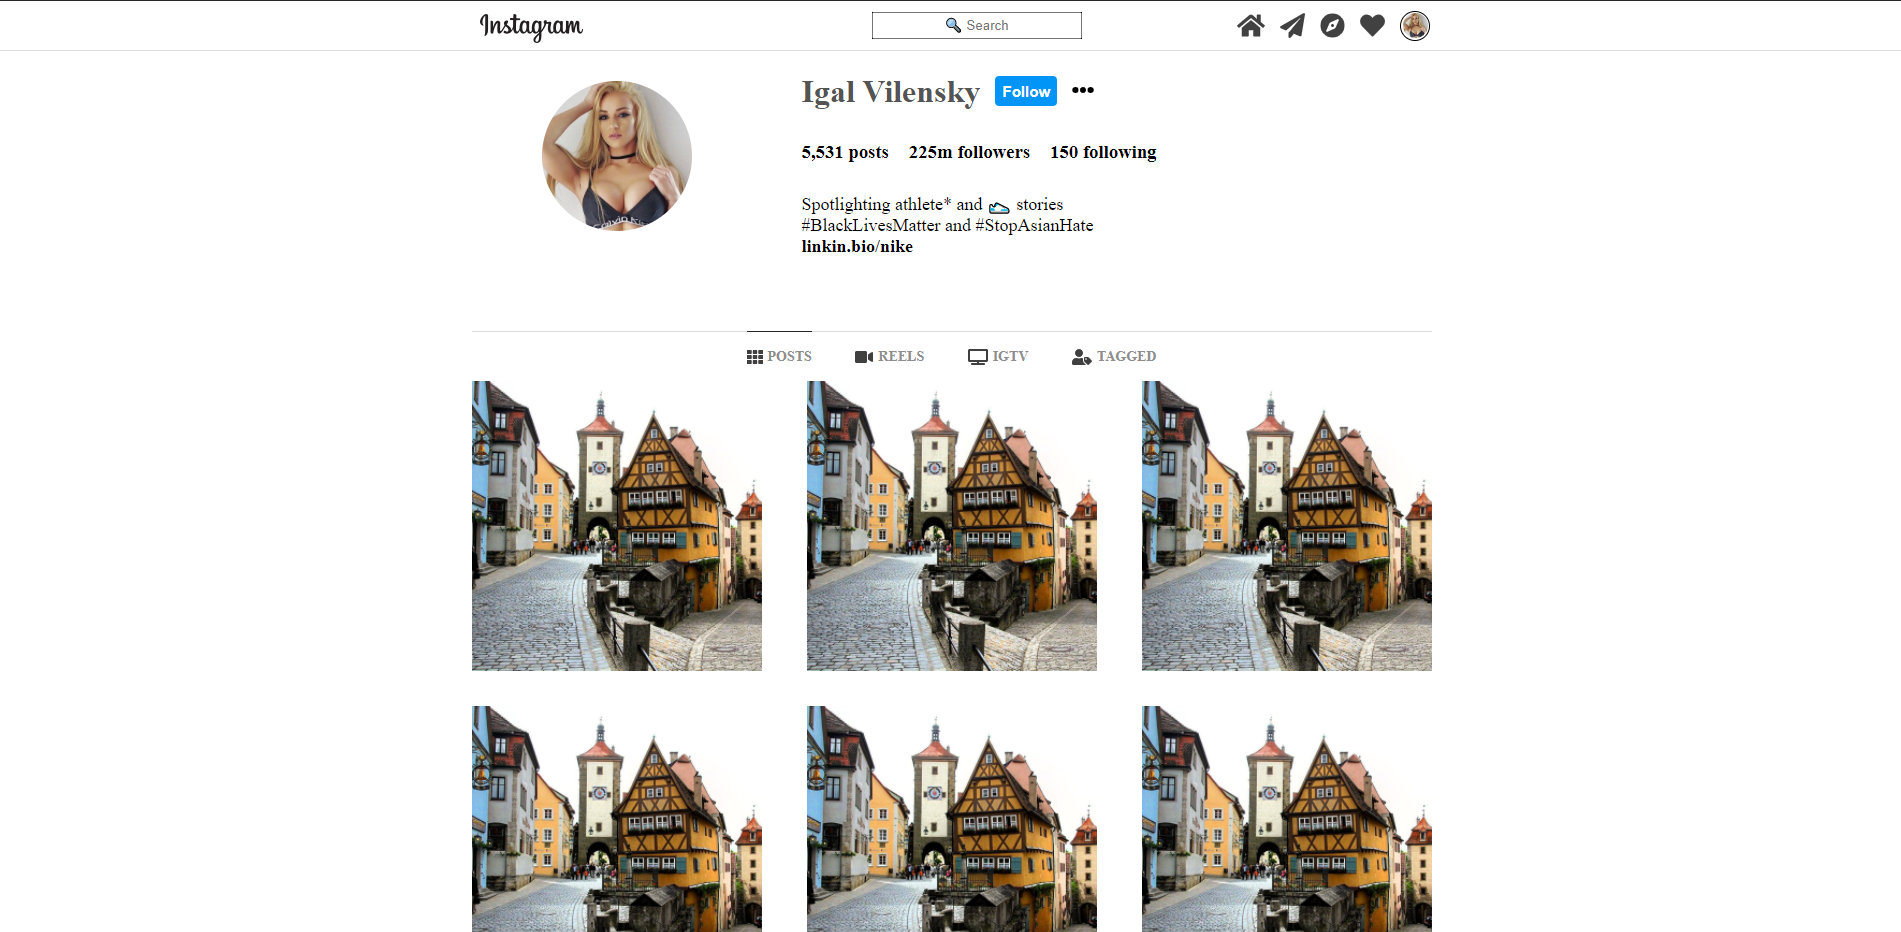 Instagram
Search
Igal Vilensky Follow
5,531 posts 225m followers 150 following
Spotlighting athlete* and stories
#BlackLivesMatter and #StopAsianHate
linkin.bio/nike
POSTS REELS IGTV TAGGED